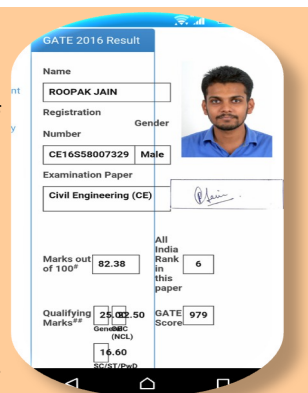 GATE 2016 Result
Name
ROOPAK JAIN
Registration
Number
Gender
CE16S58007329 Male
Examination Paper
Civil Engineering (CE)
Marks out
of 100#
82.38
All
India
Rank
in
this
paper
6
Qualifying
Marks##
25.00
General
22.50
OBC
(NCL)
16.60
SC/ST/PwD
GATE
Score
979